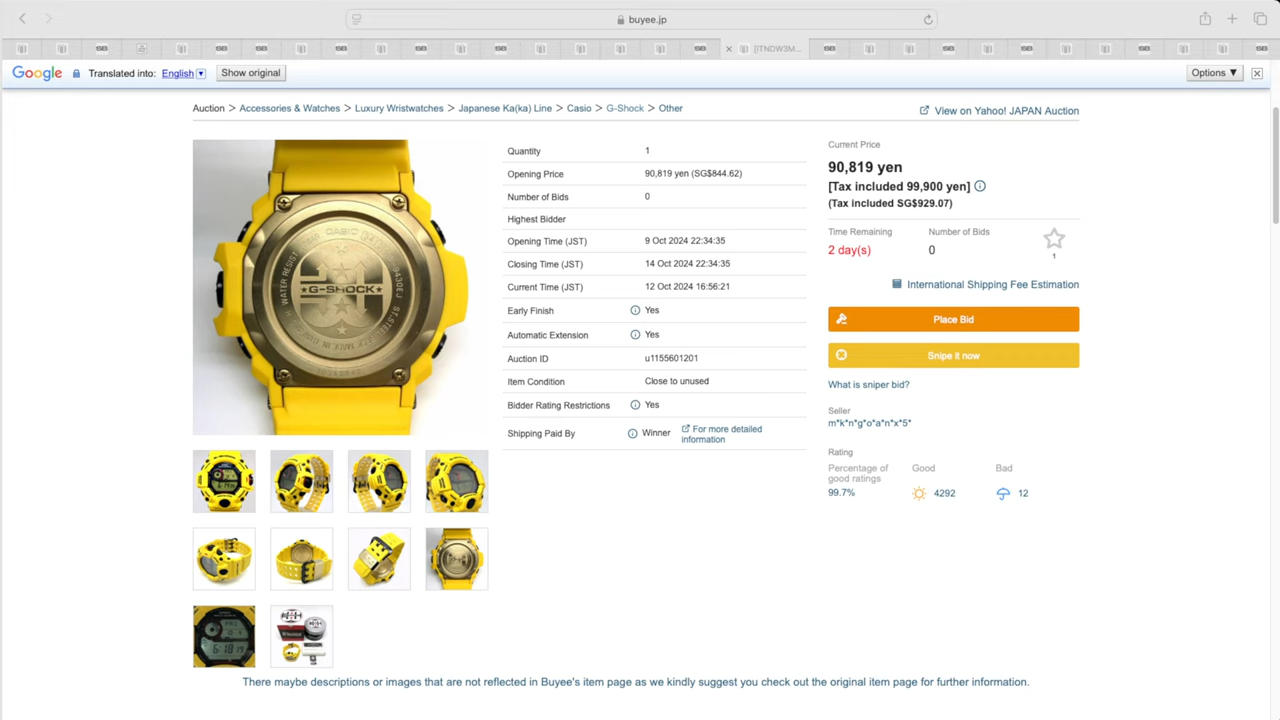 buyee.jp
[ITNDW3M...
Google Translated into: English Show original Options ▼
Auction > Accessories & Watches > Luxury Wristwatches > Japanese Ka(ka) Line > Casio > G-Shock > Other
View on Yahoo! JAPAN Auction
Quantity 1
Opening Price 90,819 yen (SG$844.62)
Number of Bids 0
Highest Bidder
Opening Time (JST) 9 Oct 2024 22:34:35
Closing Time (JST) 14 Oct 2024 22:34:35
Current Time (JST) 12 Oct 2024 16:56:21
Early Finish Yes
Automatic Extension Yes
Auction ID u1155601201
Item Condition Close to unused
Bidder Rating Restrictions Yes
Shipping Paid By Winner For more detailed
information
Current Price
90,819 yen
[Tax included 99,900 yen]
(Tax included SG$929.07)
Time Remaining Number of Bids
2 day(s) 0
1
International Shipping Fee Estimation
Place Bid
Snipe it now
What is sniper bid?
Seller
m*k*n*g*o*a*n*x*5*
Rating
Percentage of
good ratings Good Bad
99.7% 4292 12
CASIO
WATER RESIST
G-SHOCK
There maybe descriptions or images that are not reflected in Buyee's item page as we kindly suggest you check out the original item page for further information.